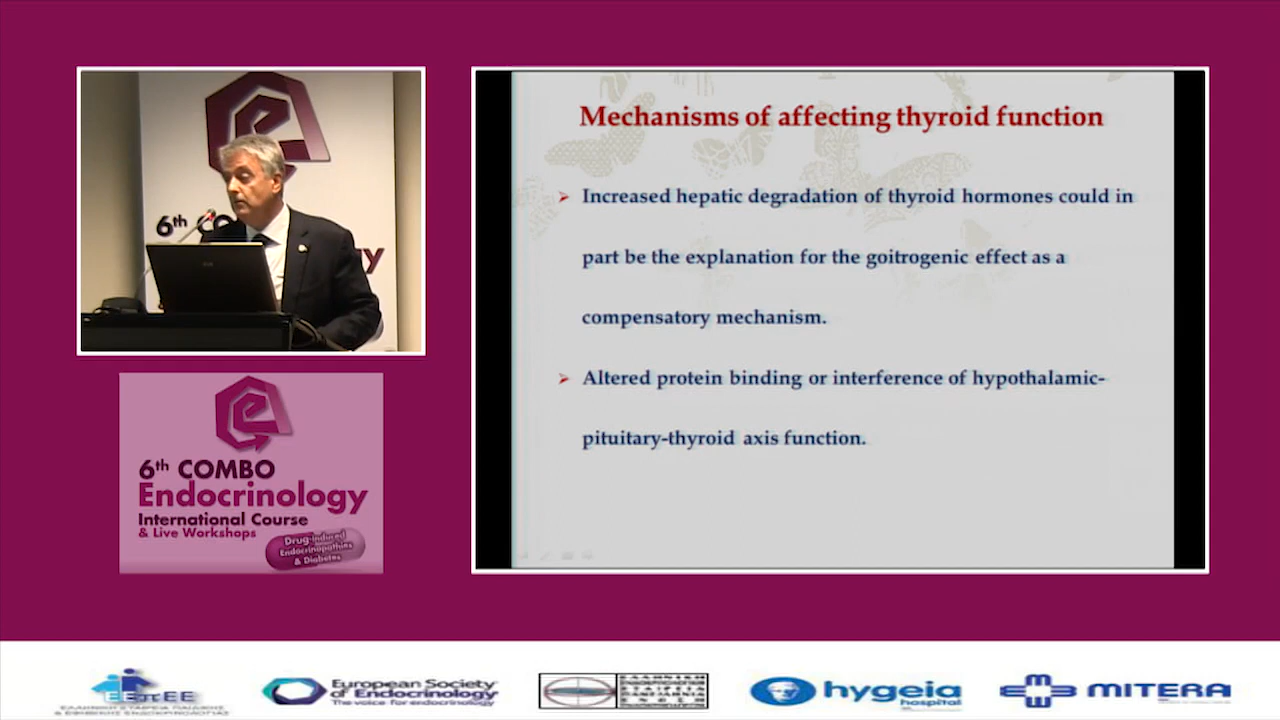 Mechanisms of affecting thyroid function
Increased hepatic degradation of thyroid hormones could in
part be the explanation for the goitrogenic effect as a
compensatory mechanism.
Altered protein binding or interference of hypothalamic-
pituitary-thyroid axis function.
6th CO
gy
6th COMBO
Endocrinology
International Course
& Live Workshops
Drug-induced
Endocrinopathies
& Diabetes
European Society
of Endocrinology
The voice for endocrinology
hygeia
hospital
MITERA